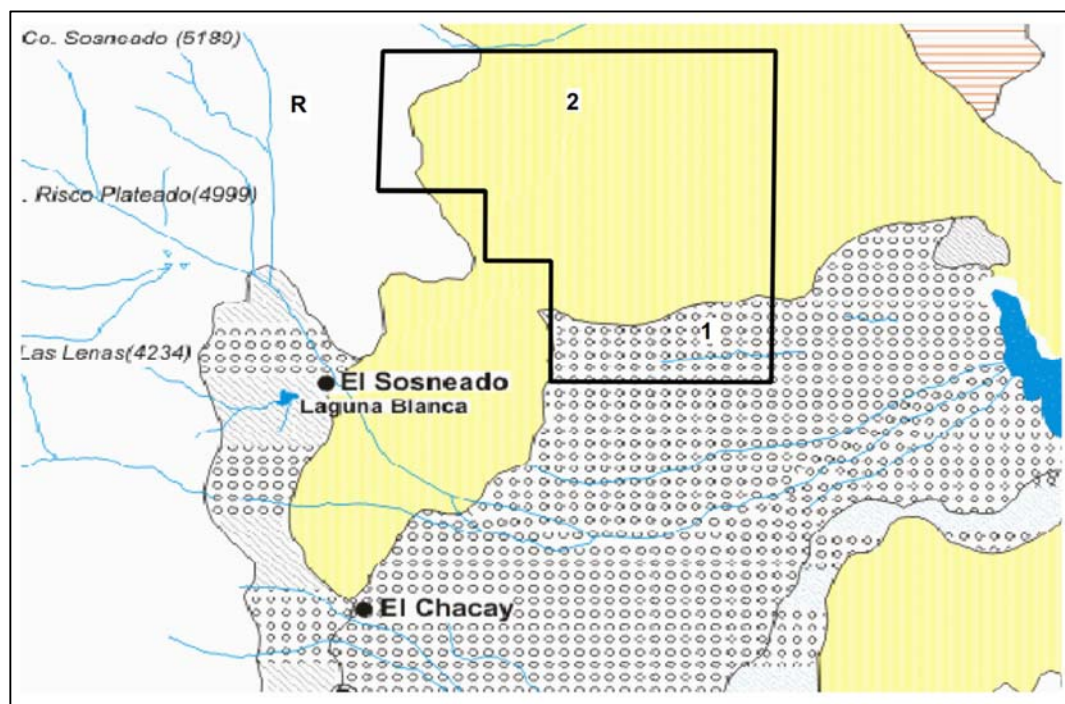 Co. Sosneado (5189)
R
2
. Risco Plateado(4999)
1
Las Lenas(4234)
El Sosneado
Laguna Blanca
El Chacay